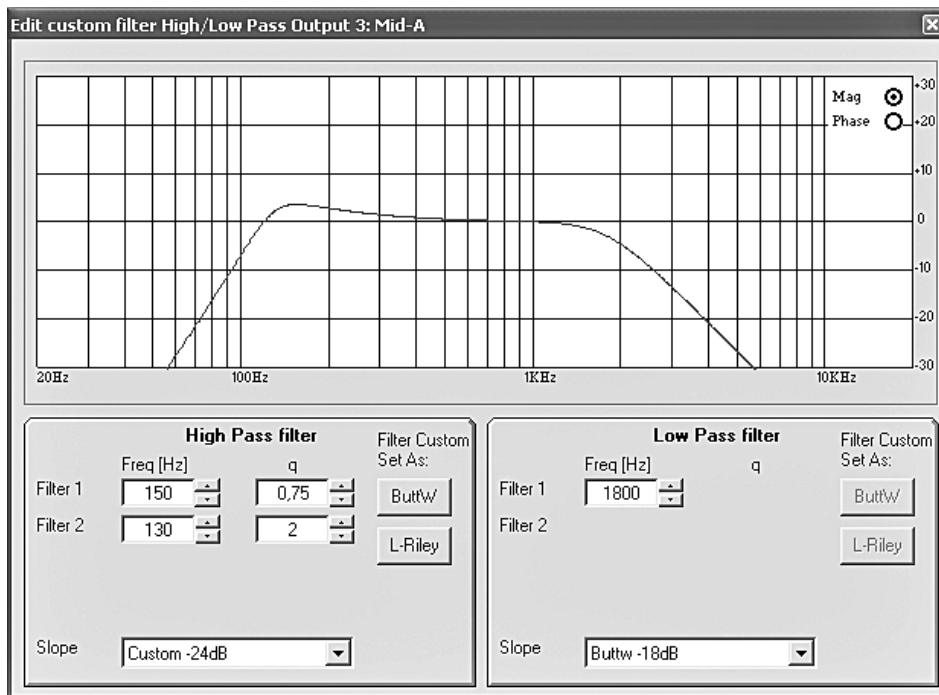 Edit custom filter High/Low Pass Output 3: Mid-A
Mag
Phase
+30
+20
+10
0
-10
-20
-30
20Hz
100Hz
1KHz
10KHz
High Pass filter
Freq [Hz]
q
Filter Custom
Set As:
Filter 1
150
0,75
ButtW
Filter 2
130
2
L-Riley
Slope
Custom -24dB
Low Pass filter
Freq [Hz]
q
Filter Custom
Set As:
Filter 1
1800
ButtW
Filter 2
L-Riley
Slope
Buttw -18dB